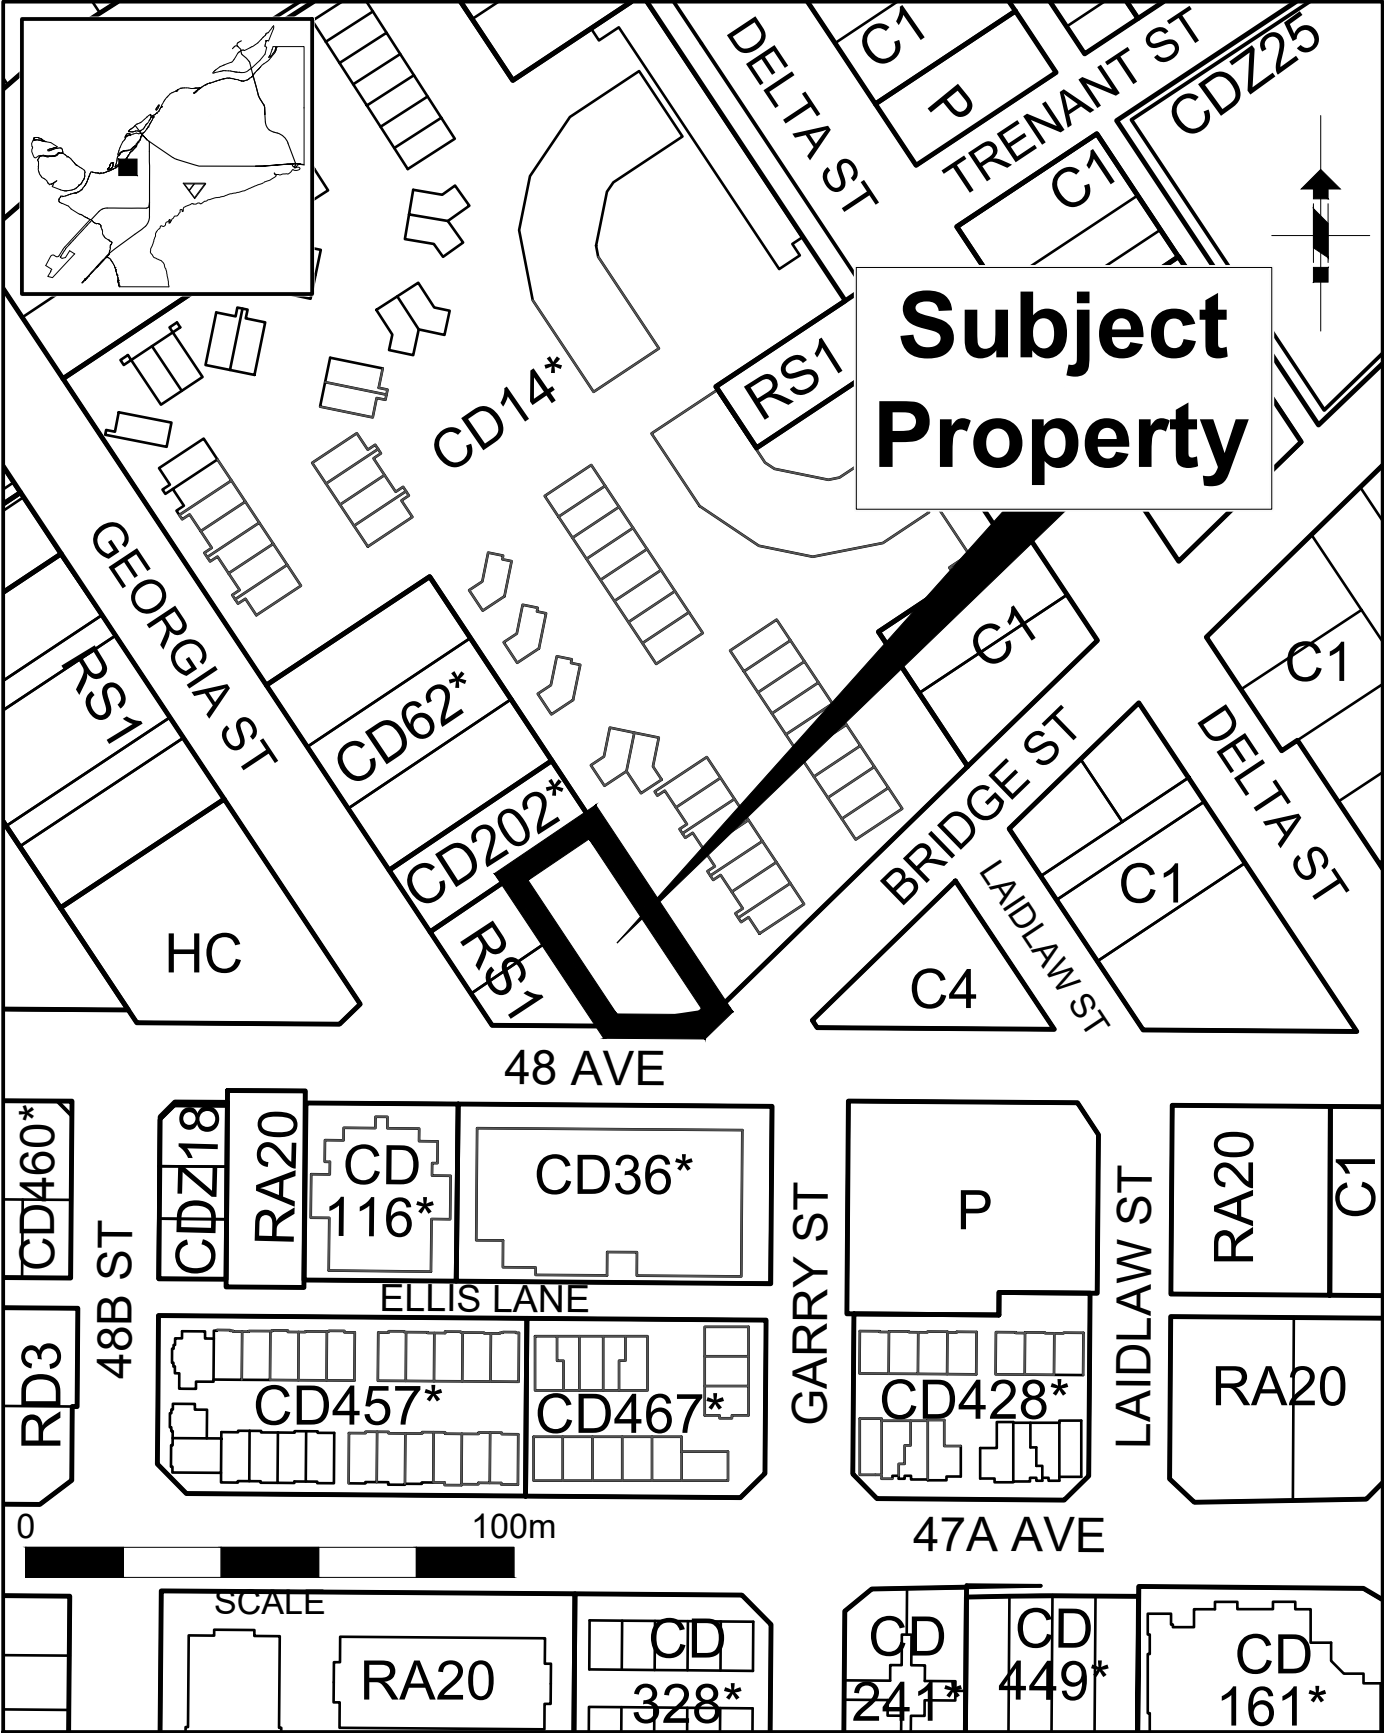 C1
P
DELTA ST
TRENANT ST
CDZ25
C1
Subject
Property
RS1
CD14*
GEORGIA ST
RS1
C1
C1
CD62*
CD202*
BRIDGE ST
DELTA ST
C1
LAIDLAW ST
HC
RS1
C4
48 AVE
CD460*
CDZ18
RA20
CD
116*
CD36*
P
RA20
C1
48B ST
GARRY ST
LAIDLAW ST
ELLIS LANE
RD3
CD457*
CD467*
CD428*
RA20
0
100m
47A AVE
SCALE
RA20
CD
328*
CD
241*
CD
449*
CD
161*